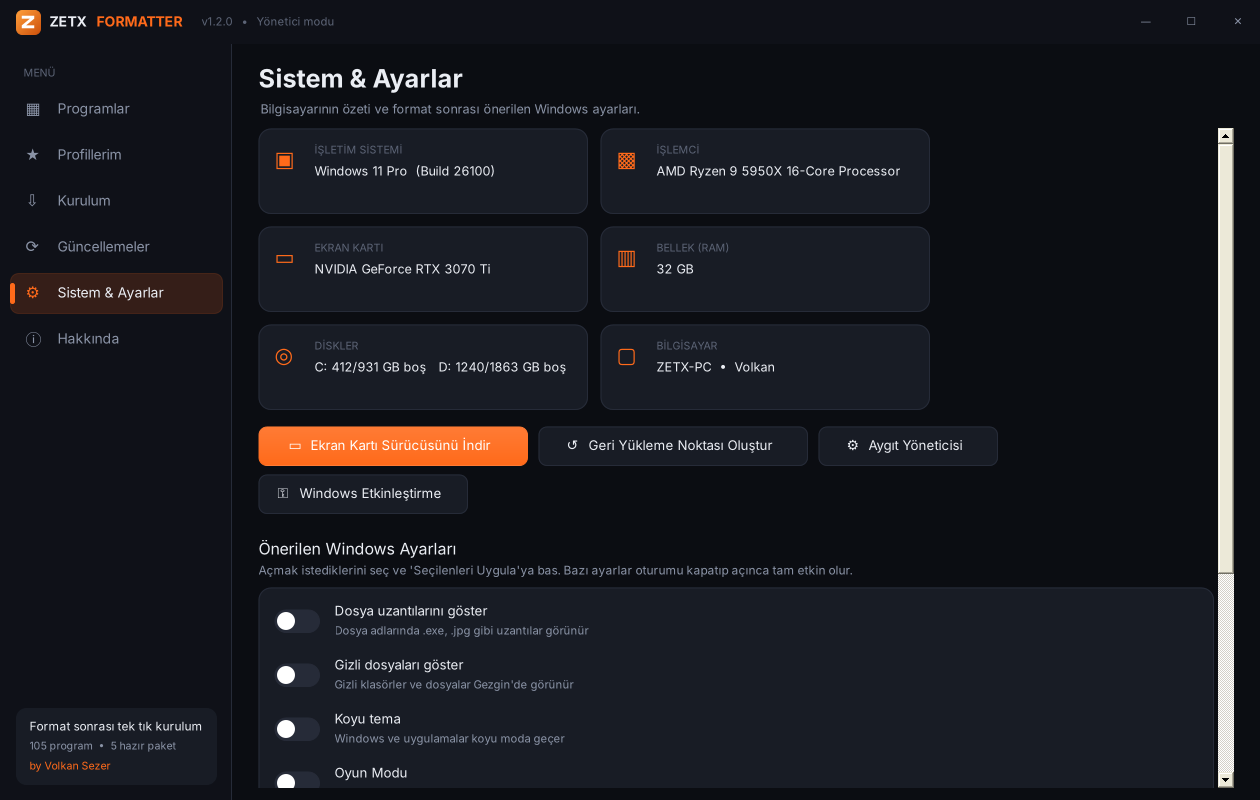 ZETX FORMATTER v1.2.0 • Yönetici modu
MENÜ
Programlar
Profillerim
Kurulum
Güncellemeler
Sistem & Ayarlar
Hakkında
Format sonrası tek tık kurulum
105 program • 5 hazır paket
by Volkan Sezer
Sistem & Ayarlar
Bilgisayarının özeti ve format sonrası önerilen Windows ayarları.
İŞLETİM SİSTEMİ
Windows 11 Pro (Build 26100)
İŞLEMCİ
AMD Ryzen 9 5950X 16-Core Processor
EKRAN KARTI
NVIDIA GeForce RTX 3070 Ti
BELLEK (RAM)
32 GB
DİSKLER
C: 412/931 GB boş D: 1240/1863 GB boş
BİLGİSAYAR
ZETX-PC • Volkan
Ekran Kartı Sürücüsünü İndir
Geri Yükleme Noktası Oluştur
Aygıt Yöneticisi
Windows Etkinleştirme
Önerilen Windows Ayarları
Açmak istediklerini seç ve 'Seçilenleri Uygula'ya bas. Bazı ayarlar oturumu kapatıp açınca tam etkin olur.
Dosya uzantılarını göster
Dosya adlarında .exe, .jpg gibi uzantılar görünür
Gizli dosyaları göster
Gizli klasörler ve dosyalar Gezgin'de görünür
Koyu tema
Windows ve uygulamalar koyu moda geçer
Oyun Modu